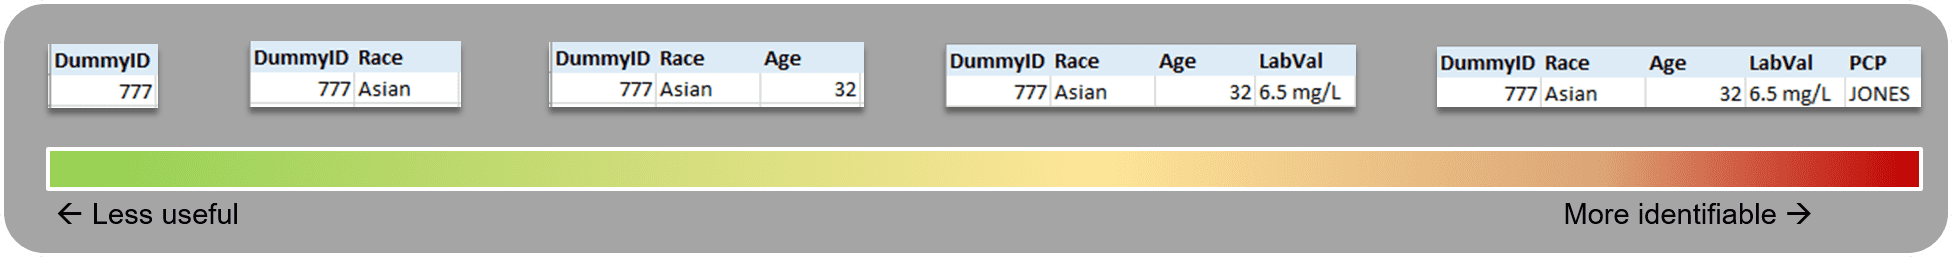 DummyID
777
DummyID Race
777 Asian
DummyID Race Age
777 Asian 32
DummyID Race Age LabVal
777 Asian 32 6.5 mg/L
DummyID Race Age LabVal PCP
777 Asian 32 6.5 mg/L JONES
← Less useful
More identifiable →